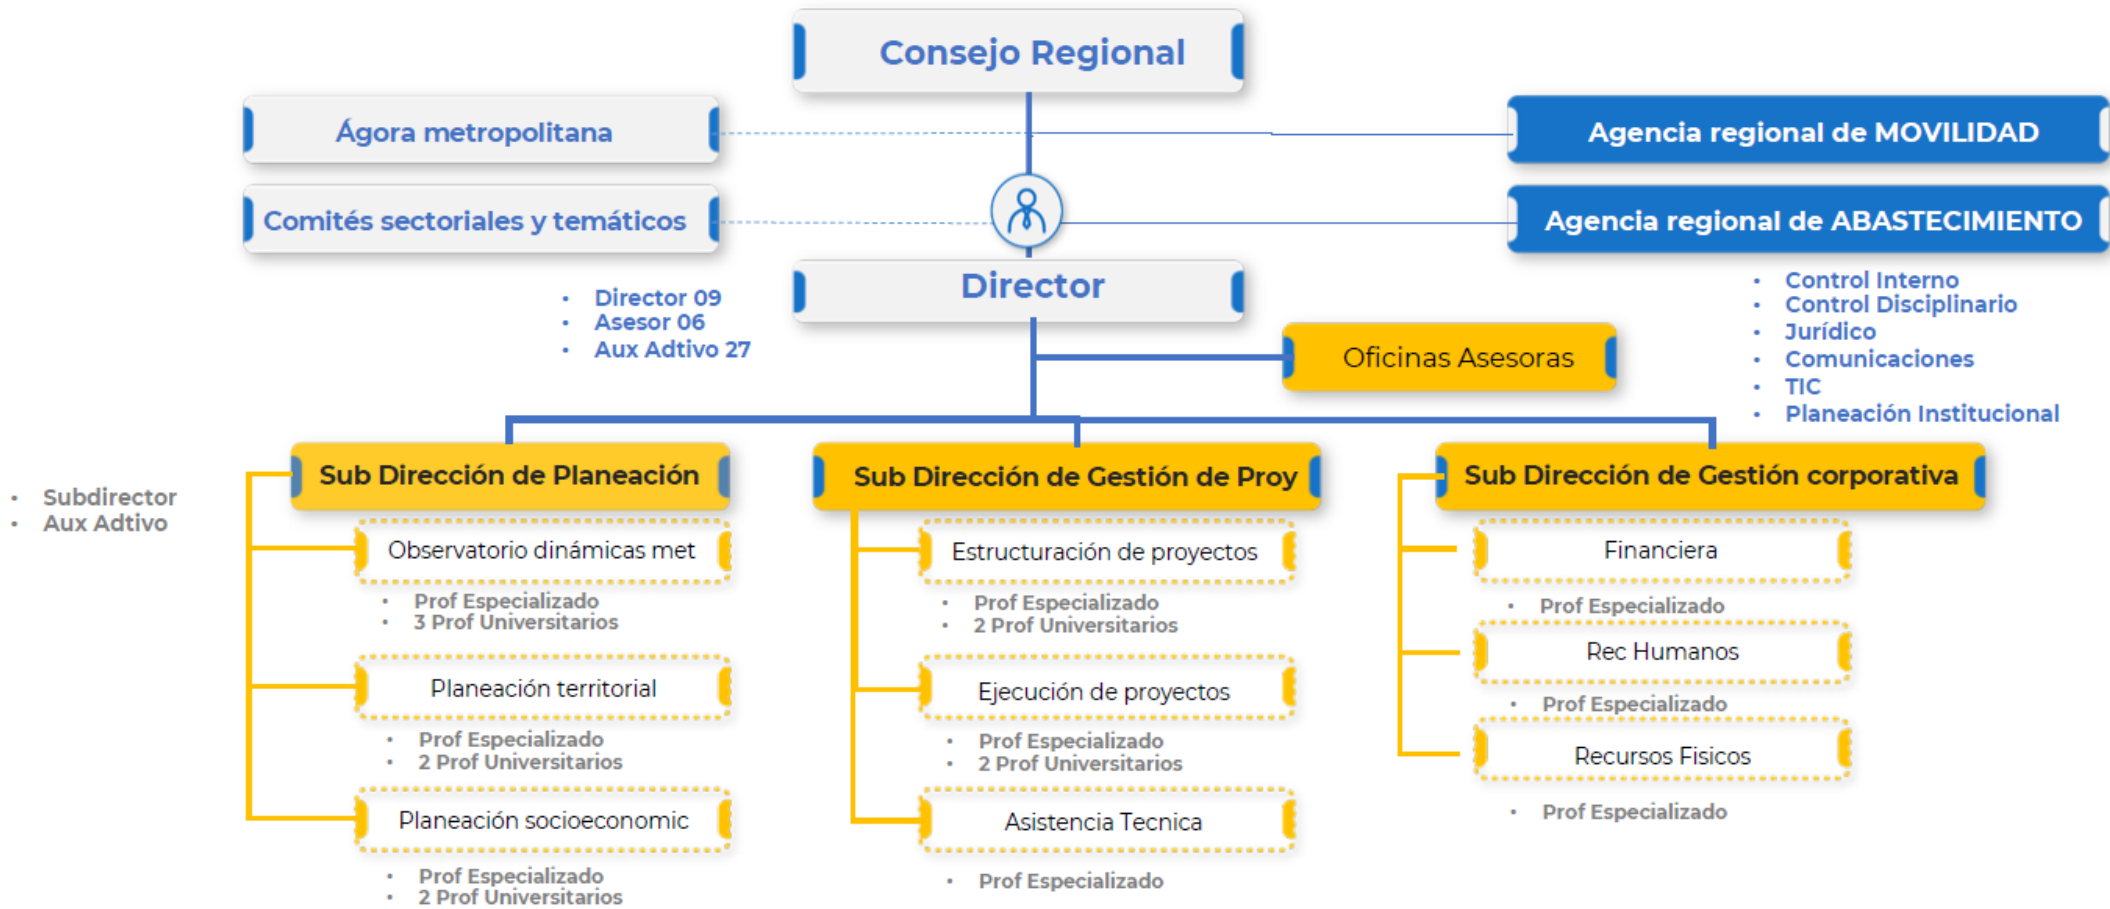 Consejo Regional
Ágora metropolitana
Agencia regional de MOVILIDAD
Comités sectoriales y temáticos
Agencia regional de ABASTECIMIENTO
Director
• Director 09
• Asesor 06
• Aux Adtivo 27
• Control Interno
• Control Disciplinario
• Jurídico
• Comunicaciones
• TIC
• Planeación Institucional
Oficinas Asesoras
• Subdirector
• Aux Adtivo
Sub Dirección de Planeación
Observatorio dinámicas met
• Prof Especializado
• 3 Prof Universitarios
Planeación territorial
• Prof Especializado
• 2 Prof Universitarios
Planeación socioeconomic
• Prof Especializado
• 2 Prof Universitarios
Sub Dirección de Gestión de Proy
Estructuración de proyectos
• Prof Especializado
• 2 Prof Universitarios
Ejecución de proyectos
• Prof Especializado
• 2 Prof Universitarios
Asistencia Tecnica
• Prof Especializado
Sub Dirección de Gestión corporativa
Financiera
• Prof Especializado
Rec Humanos
• Prof Especializado
Recursos Fisicos
• Prof Especializado